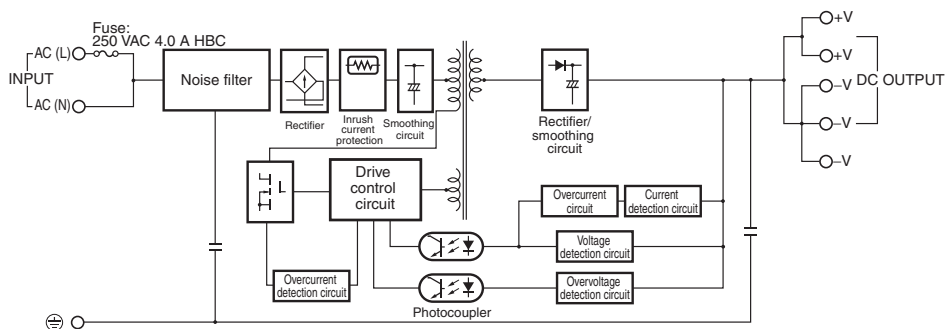 Fuse:
250 VAC 4.0 A HBC
AC (L)
INPUT
AC (N)
Noise filter
Rectifier
Inrush
current
protection
Smoothing
circuit
Rectifier/
smoothing
circuit
+V
+V
DC OUTPUT
–V
–V
–V
Drive
control
circuit
Overcurrent
circuit
Current
detection circuit
Voltage
detection circuit
Overcurrent
detection circuit
Overvoltage
detection circuit
Photocoupler